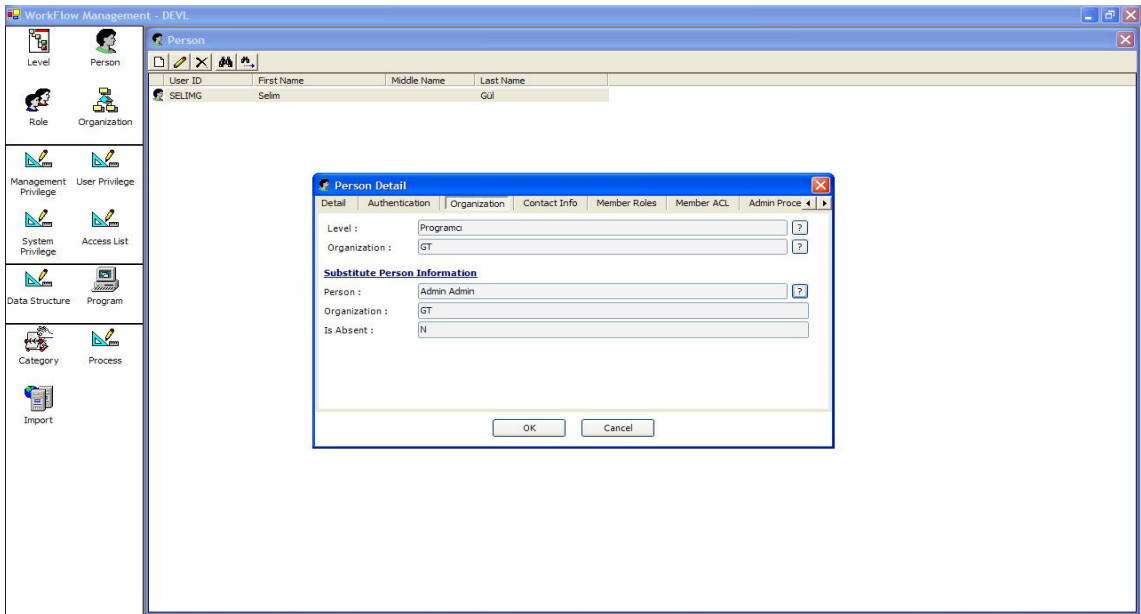 WorkFlow Management - DEVL
Level
Person
Role
Organization
Management Privilege
User Privilege
System Privilege
Access List
Data Structure
Program
Category
Process
Import
Person
User ID First Name Middle Name Last Name
SELIMG Selim Gül
Person Detail
Detail Authentication Organization Contact Info Member Roles Member ACL Admin Proce
Level : Programcı ?
Organization : GT ?
Substitute Person Information
Person : Admin Admin ?
Organization : GT
Is Absent : N
OK Cancel